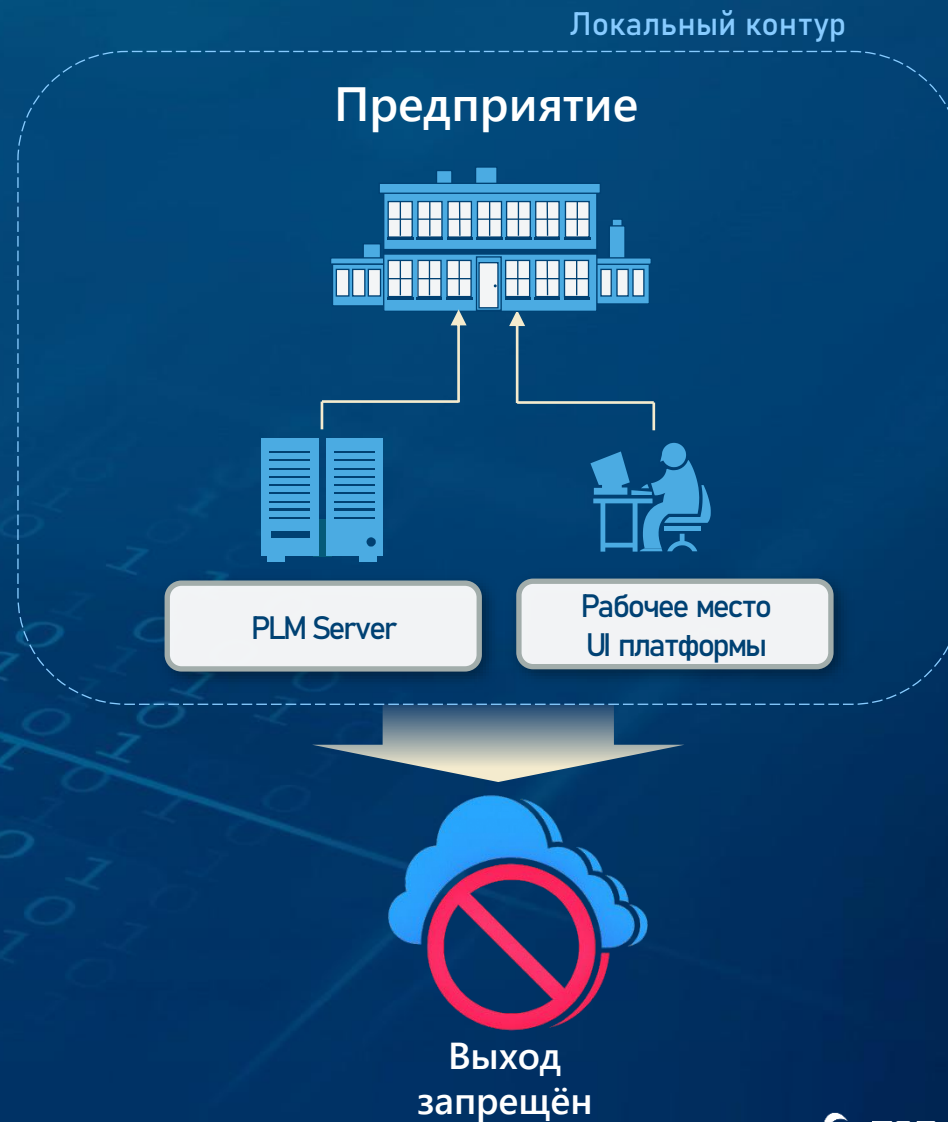 Локальный контур
Предприятие
PLM Server
Рабочее место
UI платформы
Выход
запрещён